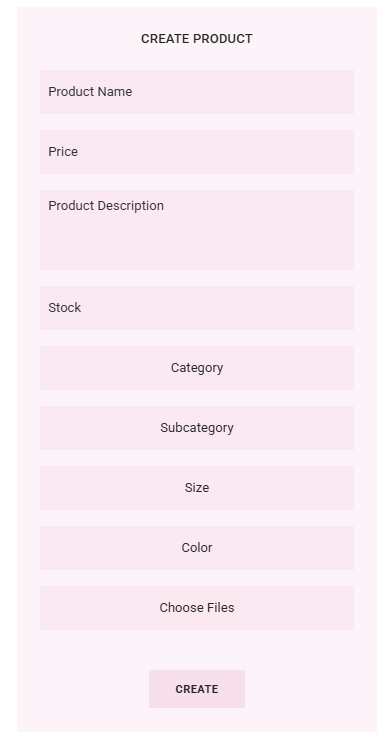 CREATE PRODUCT
Product Name
Price
Product Description
Stock
Category
Subcategory
Size
Color
Choose Files
CREATE